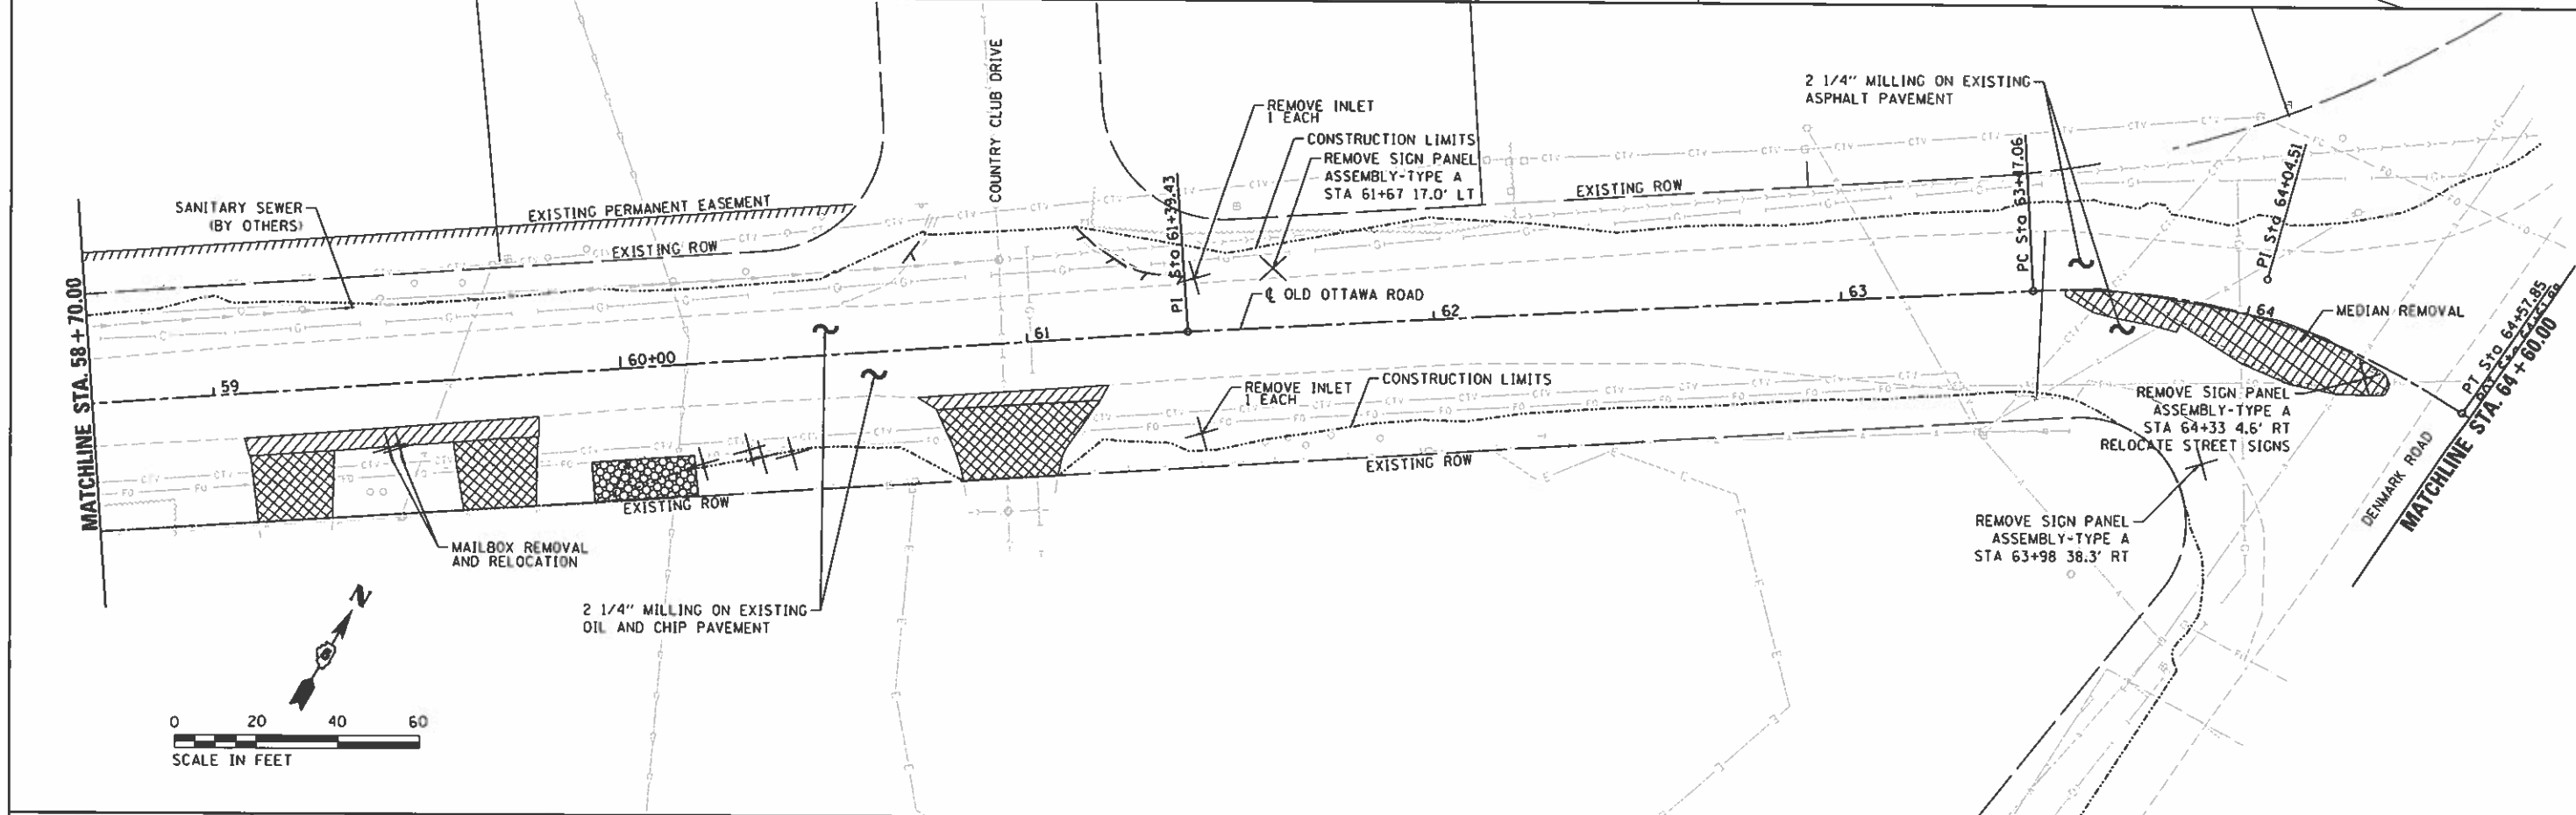 2 1/4" MILLING ON EXISTING
ASPHALT PAVEMENT
COUNTRY CLUB DRIVE
REMOVE INLET
1 EACH
CONSTRUCTION LIMITS
REMOVE SIGN PANEL
ASSEMBLY-TYPE A
STA 61+67 17.0' LT
SANITARY SEWER
(BY OTHERS)
EXISTING PERMANENT EASEMENT
EXISTING ROW
EXISTING ROW
PI Sta 61+39.43
PC Sta 63+47.06
PI Sta 64+04.51
MATCHLINE STA. 58+70.00
℄ OLD OTTAWA ROAD
59
60+00
61
62
63
64
MEDIAN REMOVAL
PT Sta 64+57.85
MATCHLINE STA. 64+60.00
DENMARK ROAD
REMOVE INLET
1 EACH
CONSTRUCTION LIMITS
REMOVE SIGN PANEL
ASSEMBLY-TYPE A
STA 64+33 4.6' RT
RELOCATE STREET SIGNS
EXISTING ROW
EXISTING ROW
REMOVE SIGN PANEL
ASSEMBLY-TYPE A
STA 63+98 38.3' RT
MAILBOX REMOVAL
AND RELOCATION
2 1/4" MILLING ON EXISTING
OIL AND CHIP PAVEMENT
N
0 20 40 60
SCALE IN FEET